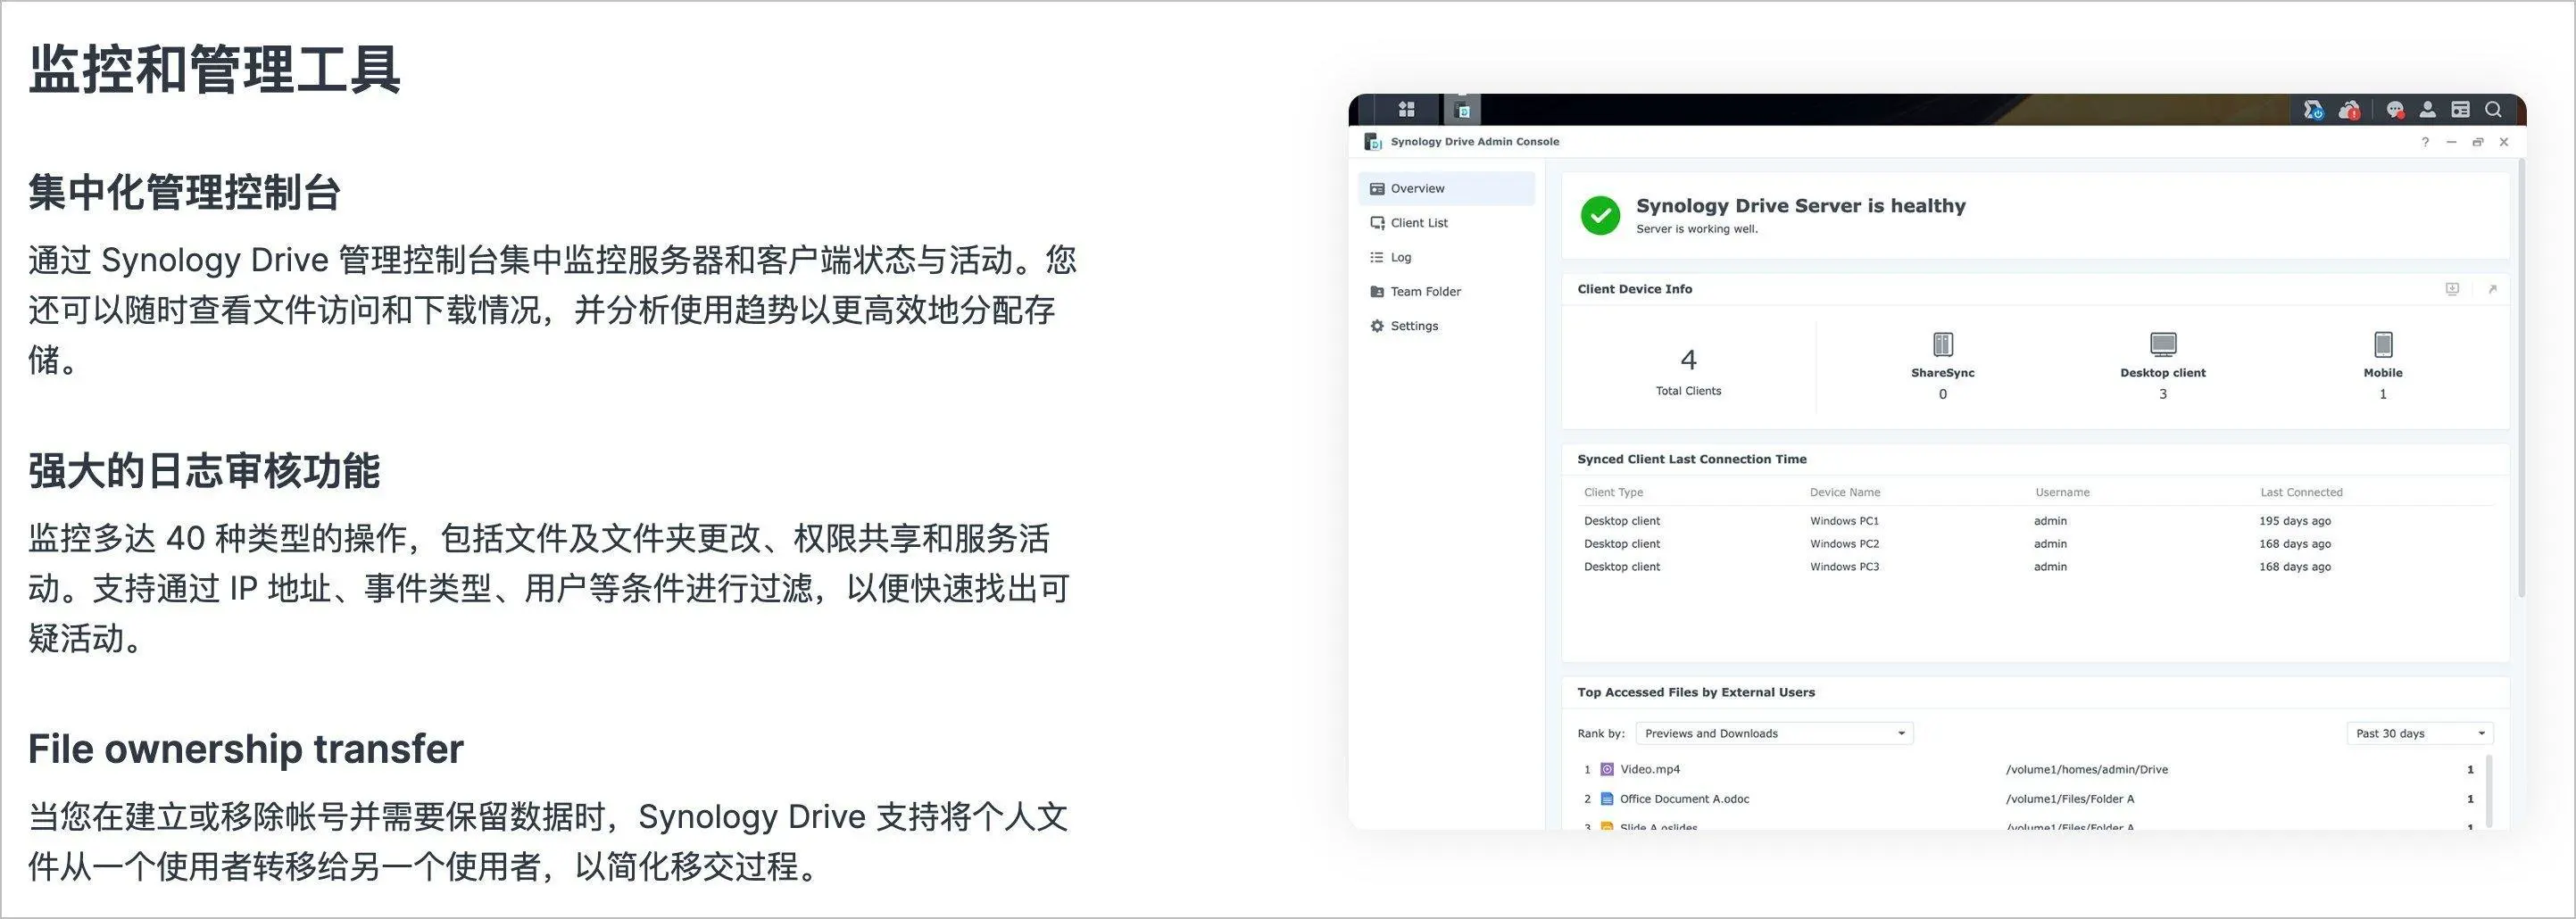 监控和管理工具
集中化管理控制台
通过 Synology Drive 管理控制台集中监控服务器和客户端状态与活动。您
还可以随时查看文件访问和下载情况，并分析使用趋势以更高效地分配存
储。
强大的日志审核功能
监控多达 40 种类型的操作，包括文件及文件夹更改、权限共享和服务活
动。支持通过 IP 地址、事件类型、用户等条件进行过滤，以便快速找出可
疑活动。
File ownership transfer
当您在建立或移除帐号并需要保留数据时，Synology Drive 支持将个人文
件从一个使用者转移给另一个使用者，以简化移交过程。
Synology Drive Admin Console
Overview
Client List
Log
Team Folder
Settings
Synology Drive Server is healthy
Server is working well.
Client Device Info
4
Total Clients
ShareSync
0
Desktop client
3
Mobile
1
Synced Client Last Connection Time
Client Type Device Name Username Last Connected
Desktop client Windows PC1 admin 195 days ago
Desktop client Windows PC2 admin 168 days ago
Desktop client Windows PC3 admin 168 days ago
Top Accessed Files by External Users
Rank by: Previews and Downloads Past 30 days
1 Video.mp4 /volume1/homes/admin/Drive 1
2 Office Document A.odoc /volume1/Files/Folder A 1
3 Slide A.oslides /volume1/Files/Folder A 1